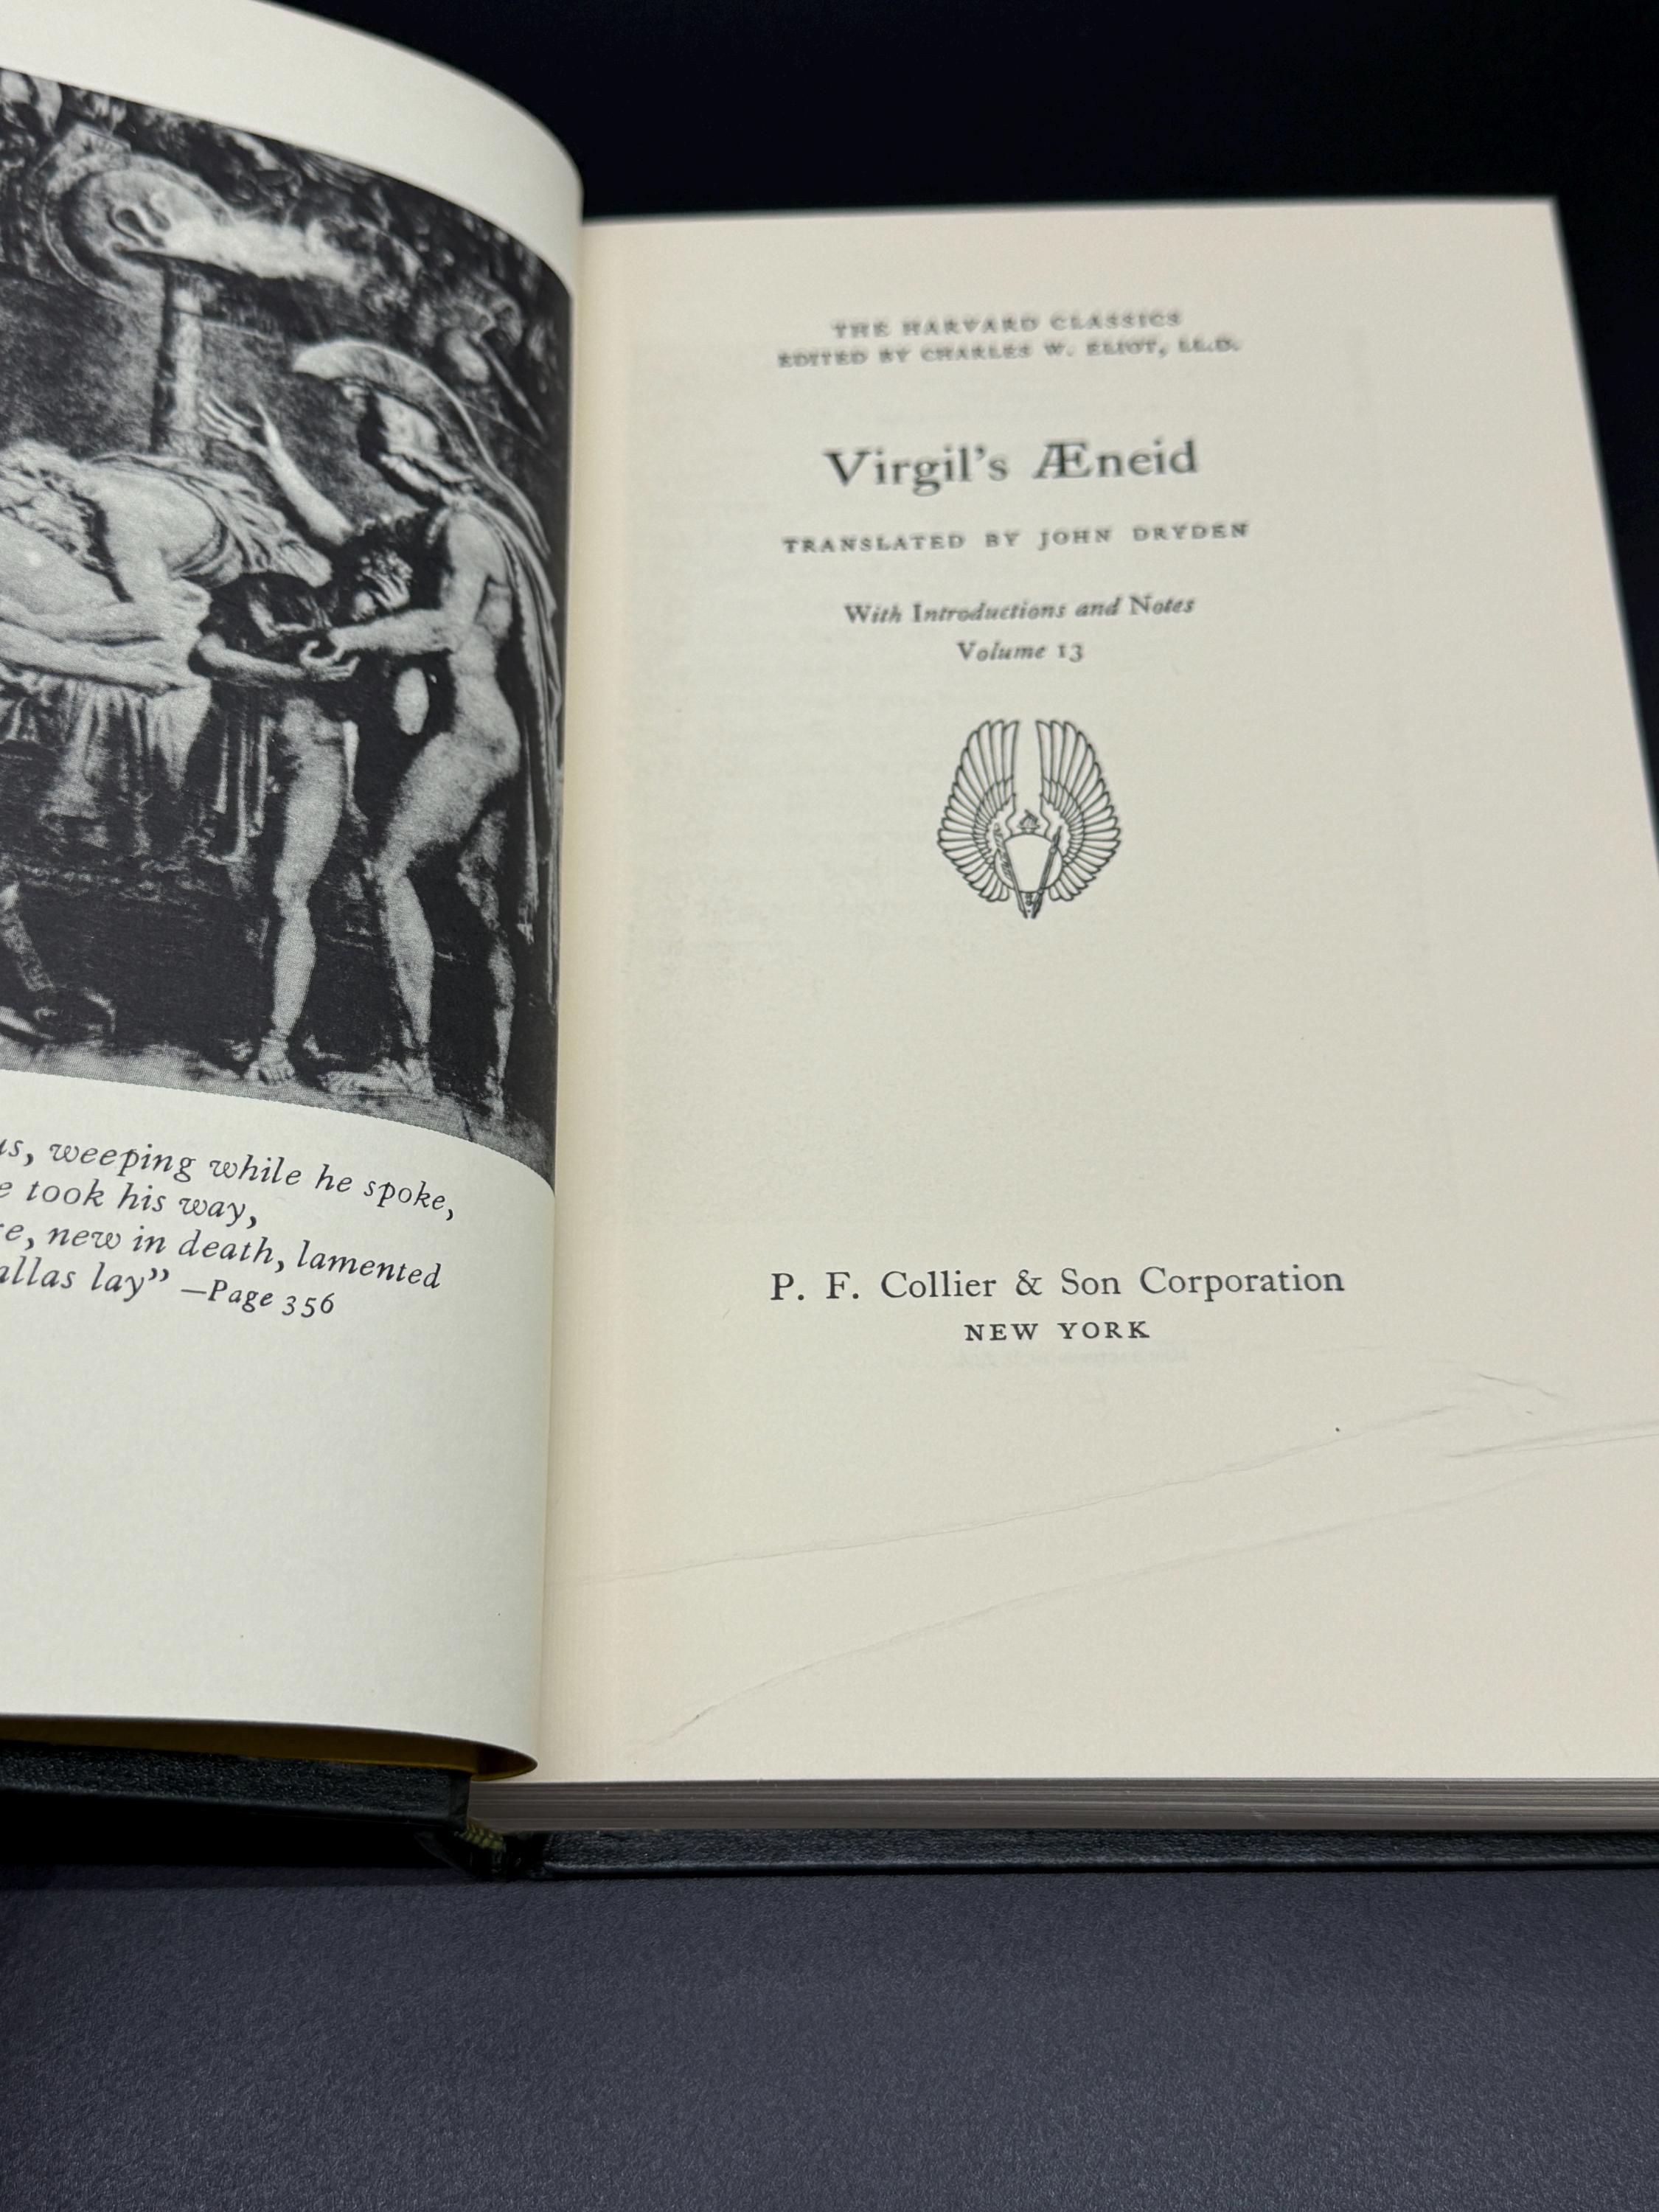 us, weeping while he spoke,
took his way,
new in death, lamented
lay” —Page 356
THE HARVARD CLASSICS
EDITED BY CHARLES W. ELIOT, LL.D.
Virgil’s Æneid
TRANSLATED BY JOHN DRYDEN
With Introductions and Notes
Volume 13
P. F. Collier & Son Corporation
NEW YORK